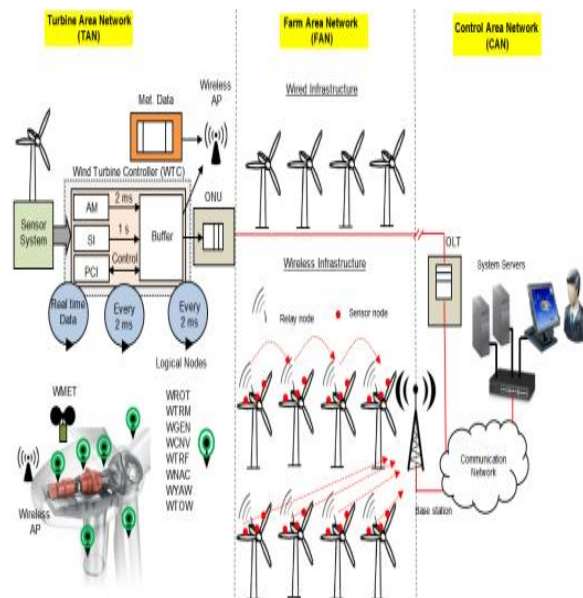 Turbine Area Network
(TAN)
Farm Area Network
(FAN)
Control Area Network
(CAN)
Wireless
AP
Met. Data
Wired Infrastructure
Wind Turbine Controller (WTC)
AM
2 ms
SI
1 s
PCI
Control
Buffer
ONU
Sensor
System
OLT
System Servers
Wireless Infrastructure
Real time
Data
Every
2 ms
Every
2 ms
Logical Nodes
Relay node
Sensor node
WMET
WROT
WTRM
WGEN
WCNV
WTRF
WNAC
WYAW
WTOW
Wireless
AP
Communication
Network
Base station